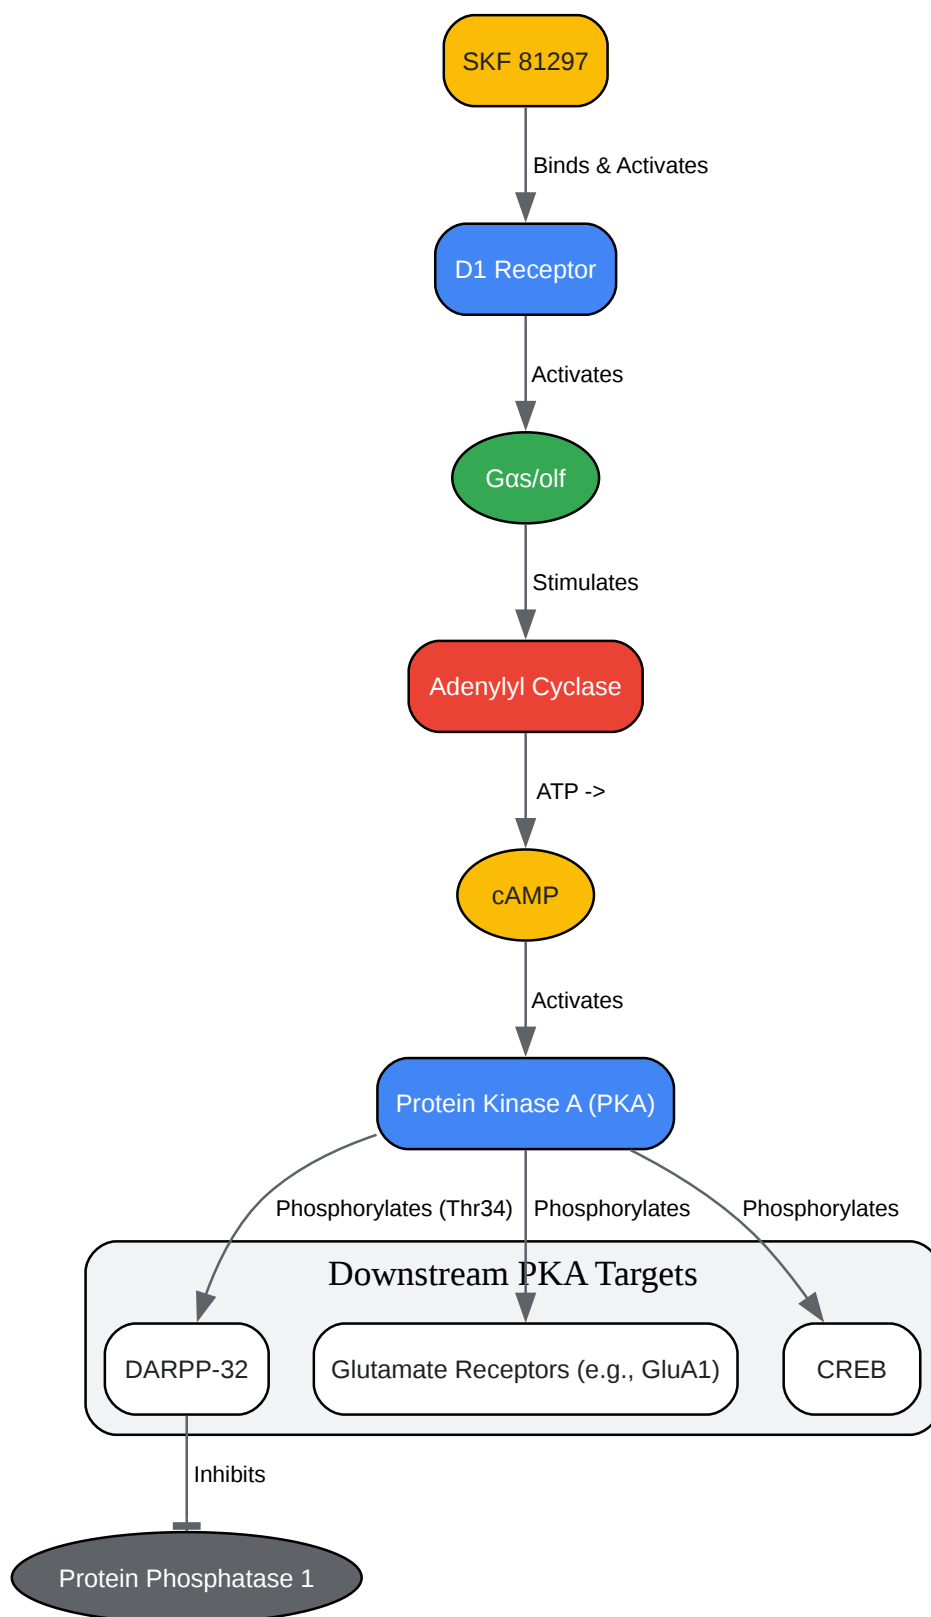 SKF 81297
Binds & Activates
D1 Receptor
Activates
Gαs/olf
Stimulates
Adenylyl Cyclase
ATP ->
cAMP
Activates
Protein Kinase A (PKA)
Phosphorylates (Thr34)
Phosphorylates
Phosphorylates
Downstream PKA Targets
DARPP-32
Glutamate Receptors (e.g., GluA1)
CREB
Inhibits
Protein Phosphatase 1